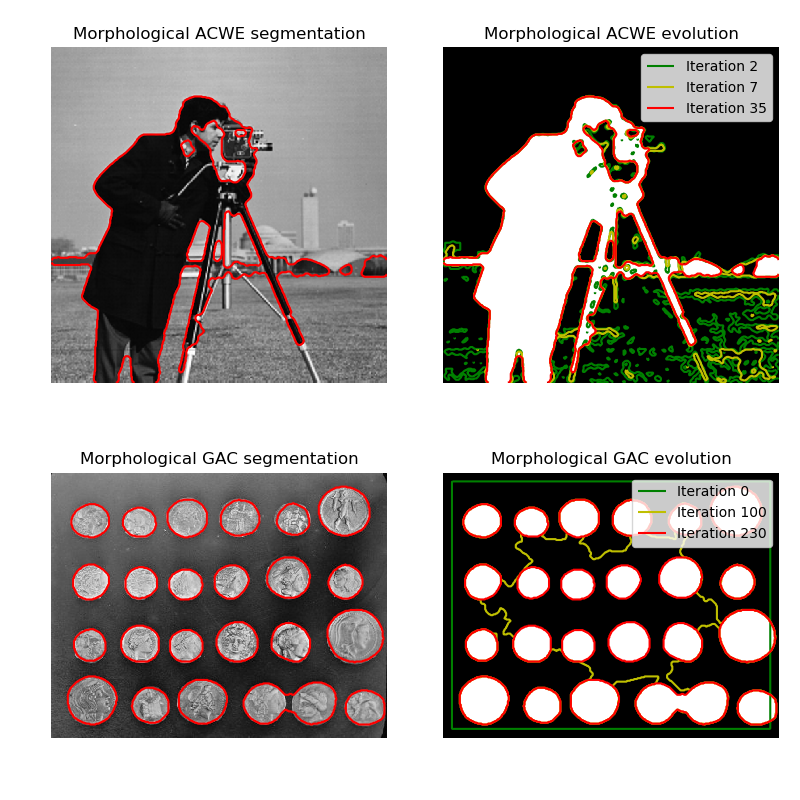 Morphological ACWE segmentation
Morphological ACWE evolution
Iteration 2
Iteration 7
Iteration 35
Morphological GAC segmentation
Morphological GAC evolution
Iteration 0
Iteration 100
Iteration 230